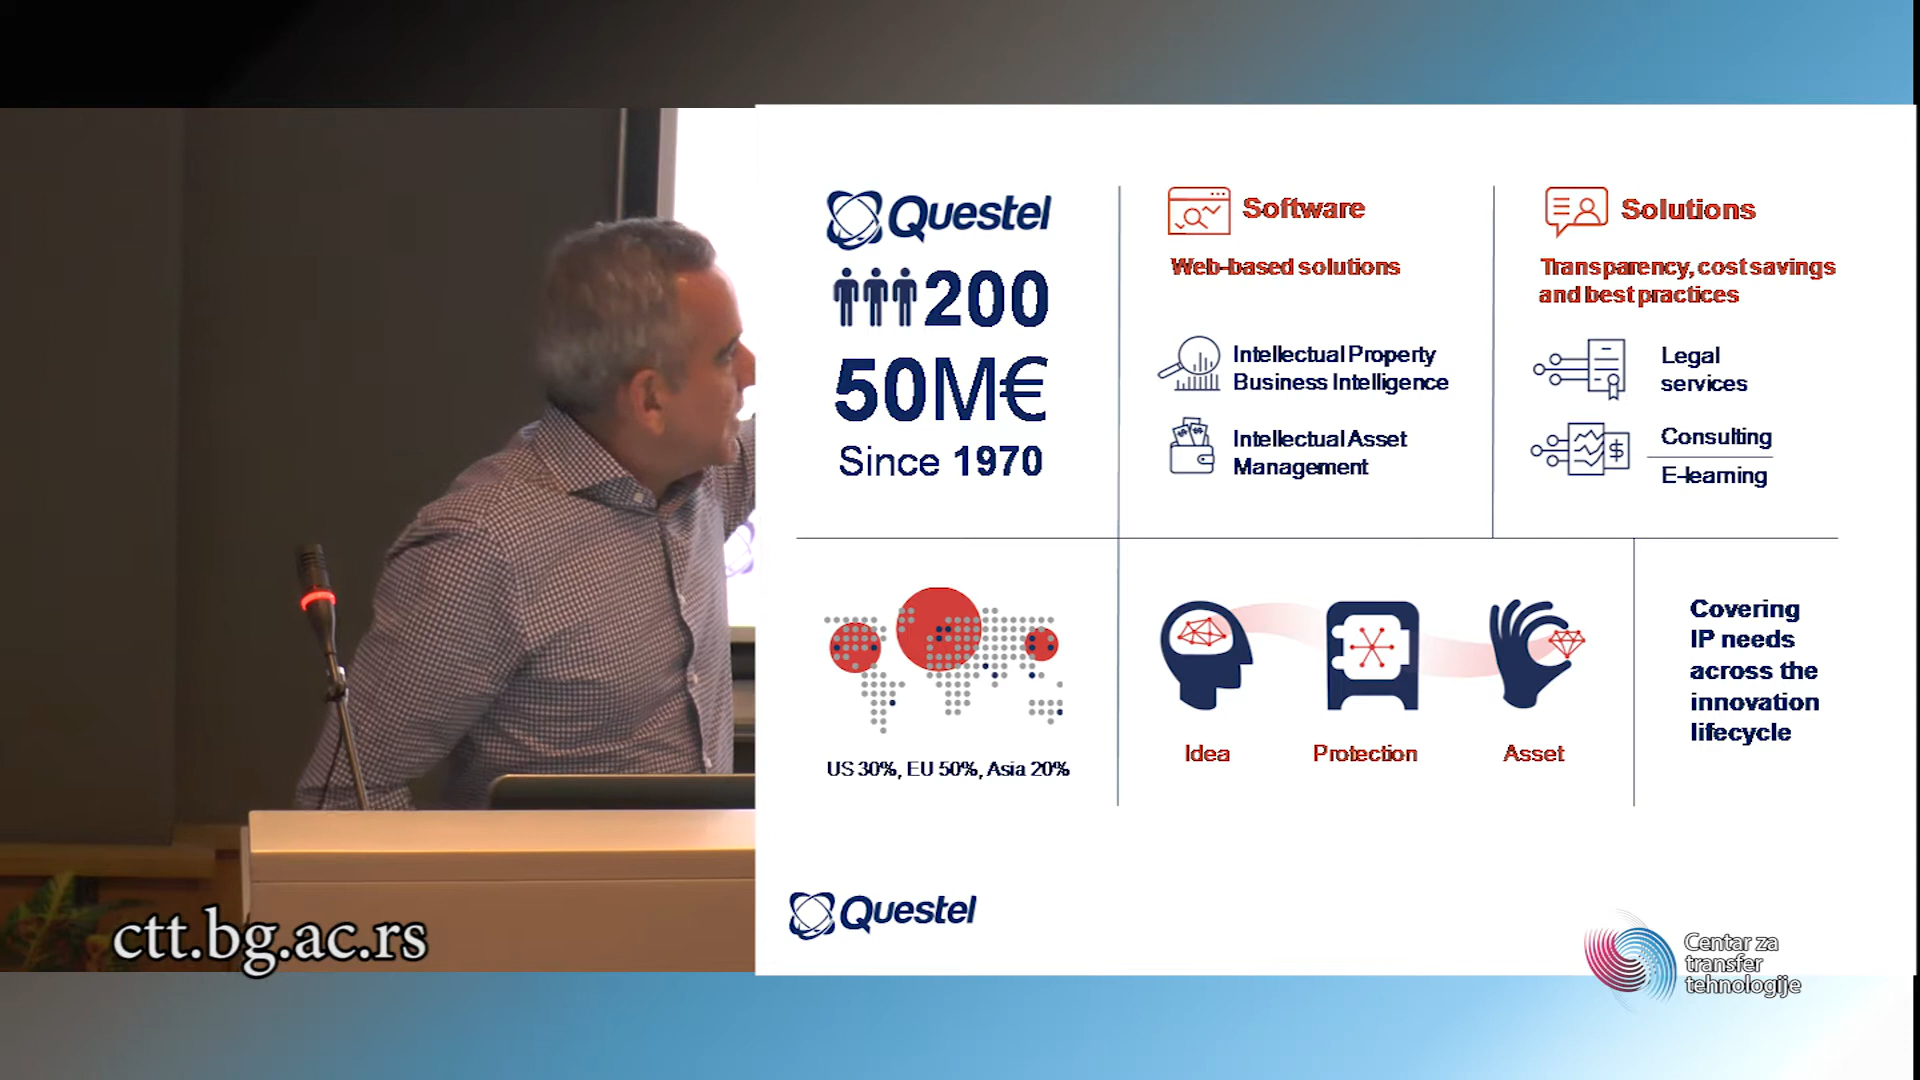 Questel
200
50M€
Since 1970
Software
Web-based solutions
Intellectual Property
Business Intelligence
Intellectual Asset
Management
Solutions
Transparency, cost savings
and best practices
Legal
services
Consulting
E-learning
US 30%, EU 50%, Asia 20%
Idea
Protection
Asset
Covering
IP needs
across the
innovation
lifecycle
Questel
ctt.bg.ac.rs
Centar za
transfer
tehnologije